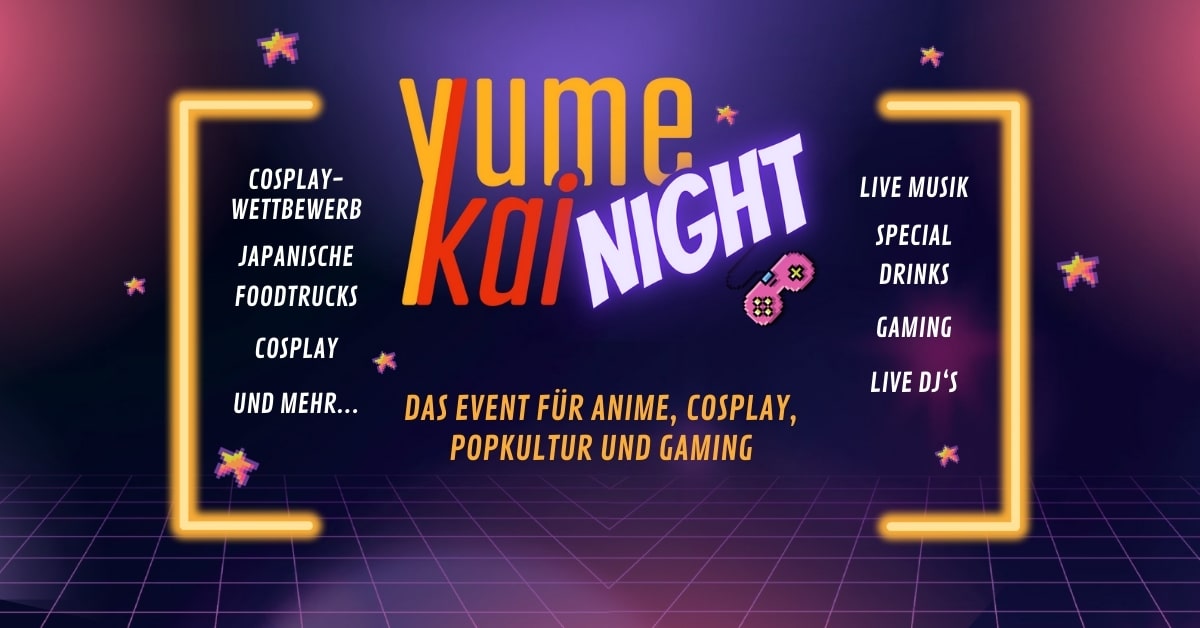 yume
kai NIGHT
COSPLAY-
WETTBEWERB
JAPANISCHE
FOODTRUCKS
COSPLAY
UND MEHR...
LIVE MUSIK
SPECIAL
DRINKS
GAMING
LIVE DJ‘S
DAS EVENT FÜR ANIME, COSPLAY,
POPKULTUR UND GAMING